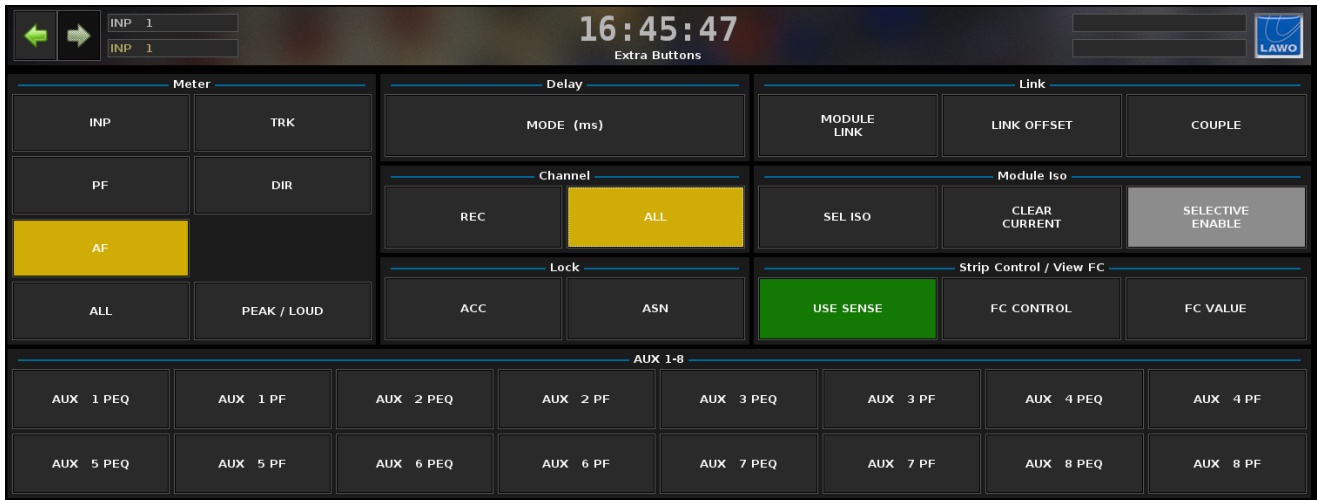 INP 1
INP 1
16:45:47
Extra Buttons
LAWO
Meter
INP
TRK
PF
DIR
AF
ALL
PEAK / LOUD
Delay
MODE (ms)
Channel
REC
ALL
Lock
ACC
ASN
Link
MODULE
LINK
LINK OFFSET
COUPLE
Module Iso
SEL ISO
CLEAR
CURRENT
SELECTIVE
ENABLE
Strip Control / View FC
USE SENSE
FC CONTROL
FC VALUE
AUX 1-8
AUX 1 PEQ
AUX 1 PF
AUX 2 PEQ
AUX 2 PF
AUX 3 PEQ
AUX 3 PF
AUX 4 PEQ
AUX 4 PF
AUX 5 PEQ
AUX 5 PF
AUX 6 PEQ
AUX 6 PF
AUX 7 PEQ
AUX 7 PF
AUX 8 PEQ
AUX 8 PF